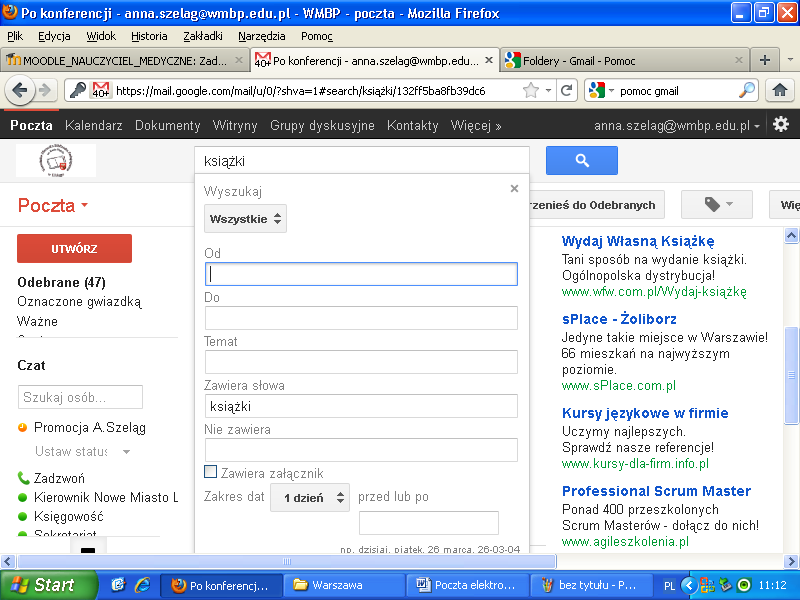 Po konferencji - anna.szelag@wmbp.edu.pl - WMBP - poczta - Mozilla Firefox
Plik Edycja Widok Historia Zakładki Narzędzia Pomoc
MOODLE_NAUCZYCIEL_MEDYCZNE: Zad...
40+ Po konferencji - anna.szelag@wmbp.edu...
Foldery - Gmail - Pomoc
40+ https://mail.google.com/mail/u/0/?shva=1#search/książki/132ff5ba8fb39dc6
pomoc gmail
Poczta Kalendarz Dokumenty Witryny Grupy dyskusyjne Kontakty Więcej »
anna.szelag@wmbp.edu.pl
książki
Poczta
UTWÓRZ
Odebrane (47)
Oznaczone gwiazdką
Ważne
Czat
Szukaj osób...
Promocja A.Szeląg
Ustaw status
Zadzwoń
Kierownik Nowe Miasto L
Księgowość
Sekretariat
Wyszukaj
Wszystkie
Od
Do
Temat
Zawiera słowa
książki
Nie zawiera
Zawiera załącznik
Zakres dat 1 dzień przed lub po
np. dzisiaj, piątek, 26 marca, 26-03-04
rzenieś do Odebranych
Wię
Wydaj Własną Książkę
Tani sposób na wydanie książki.
Ogólnopolska dystrybucja!
www.wfw.com.pl/Wydaj-książkę
sPlace - Żoliborz
Jedyne takie miejsce w Warszawie!
66 mieszkań na najwyższym
poziomie.
www.sPlace.com.pl
Kursy językowe w firmie
Uczymy najlepszych.
Sprawdź nasze referencje!
www.kursy-dla-firm.info.pl
Professional Scrum Master
Ponad 400 przeszkolonych
Scrum Masterów - dołącz do nich!
www.agileszkolenia.pl
Start
Po konferencj...
Warszawa
Poczta elektro...
bez tytułu - P...
PL
11:12